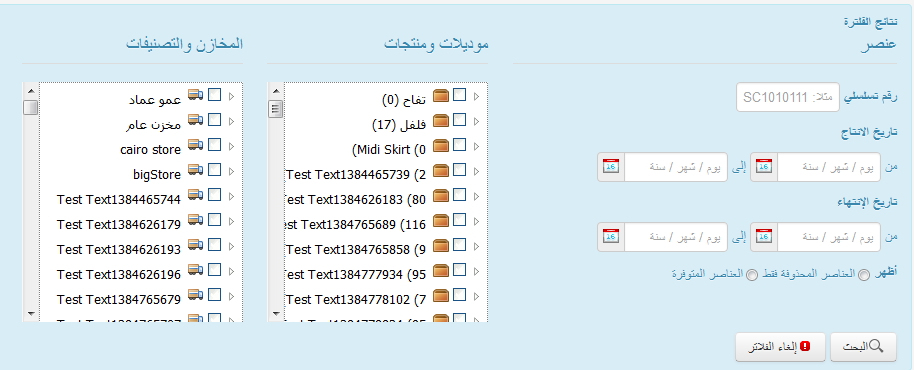 نتائج الفلترة
عنصر
رقم تسلسلي
مثلا: SC1010111
تاريخ الانتاج
من
يوم / شهر / سنة
إلى
يوم / شهر / سنة
تاريخ الإنتهاء
من
يوم / شهر / سنة
إلى
يوم / شهر / سنة
أظهر
العناصر المحذوفة فقط
العناصر المتوفرة
البحث
إلغاء الفلاتر
موديلات ومنتجات
تفاح (0)
فلفل (17)
(Midi Skirt (0
Test Text1384465739 (2
Test Text1384626183 (80
Text1384765689 (116
Test Text1384765858 (9
Test Text1384777934 (95
Test Text1384778102 (7
المخازن والتصنيفات
عمو عماد
مخزن عام
cairo store
bigStore
Test Text1384465744
Test Text1384626179
Test Text1384626193
Test Text1384626196
Test Text1384765679